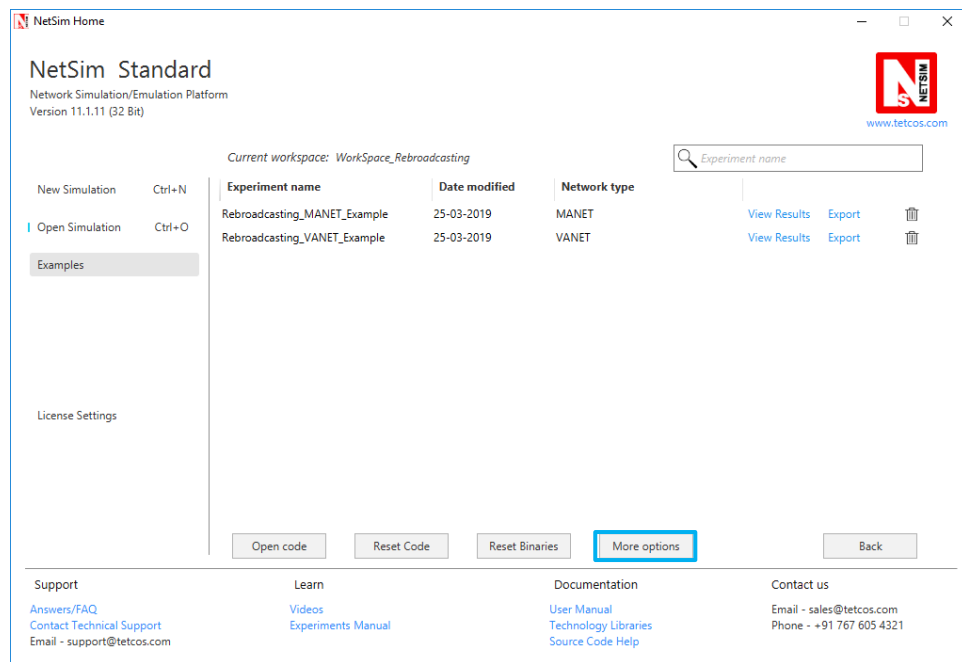 NetSim Home
NetSim Standard
Network Simulation/Emulation Platform
Version 11.1.11 (32 Bit)
NETSIM
www.tetcos.com
Current workspace: WorkSpace_Rebroadcasting
Experiment name
New Simulation Ctrl+N
Open Simulation Ctrl+O
Examples
License Settings
Experiment name Date modified Network type
Rebroadcasting_MANET_Example 25-03-2019 MANET View Results Export
Rebroadcasting_VANET_Example 25-03-2019 VANET View Results Export
Open code Reset Code Reset Binaries More options Back
Support Learn Documentation Contact us
Answers/FAQ Videos User Manual Email - sales@tetcos.com
Contact Technical Support Experiments Manual Technology Libraries Phone - +91 767 605 4321
Email - support@tetcos.com Source Code Help